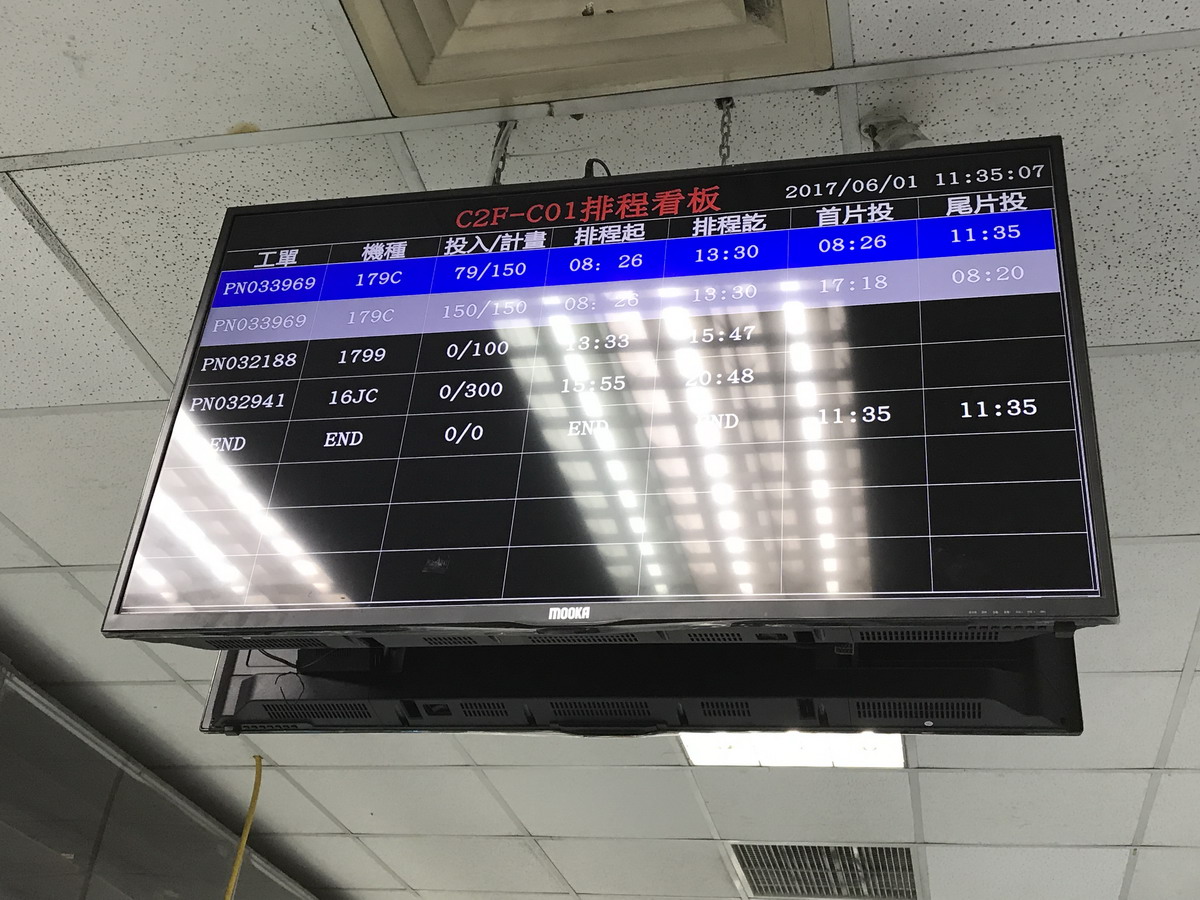 C2F-C01排程看板 2017/06/01 11:35:07
工單 機種 投入/計畫 排程起 排程訖 首片投 尾片投
PN033969 179C 79/150 08: 26 13:30 08:26 11:35
PN033969 179C 150/150 08: 26 13:30 17:18 08:20
PN032188 1799 0/100 13:33 15:47
PN032941 16JC 0/300 15:55 20:48
END END 0/0 END END 11:35 11:35
MOOKA